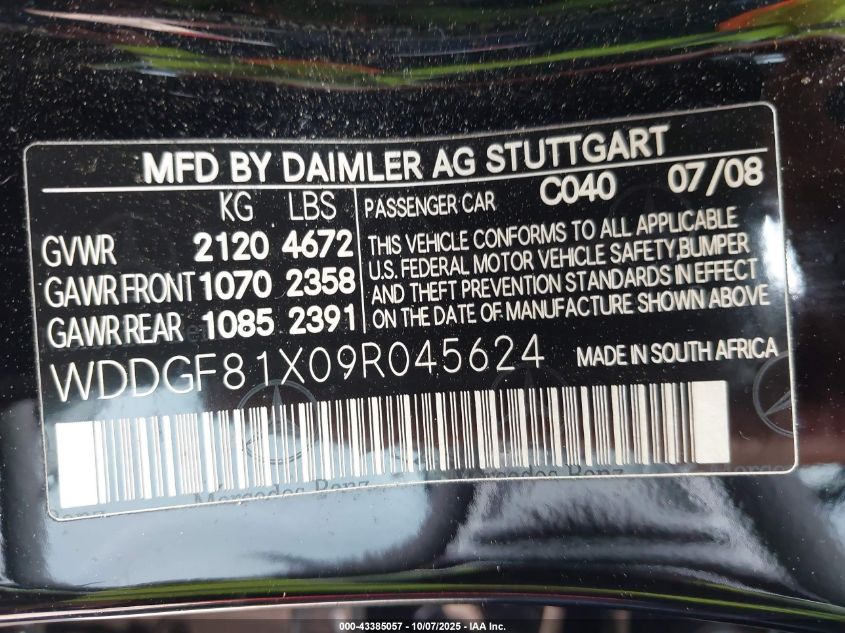 MFD BY DAIMLER AG STUTTGART
C040 07/08
KG LBS
GVWR 2120 4672
GAWR FRONT 1070 2358
GAWR REAR 1085 2391
PASSENGER CAR
THIS VEHICLE CONFORMS TO ALL APPLICABLE
U.S. FEDERAL MOTOR VEHICLE SAFETY,BUMPER
AND THEFT PREVENTION STANDARDS IN EFFECT
ON THE DATE OF MANUFACTURE SHOWN ABOVE
WDDGF81X09R045624 MADE IN SOUTH AFRICA
Mercedes-Benz
000-43385057 / 10/07/2025 - IAA Inc.